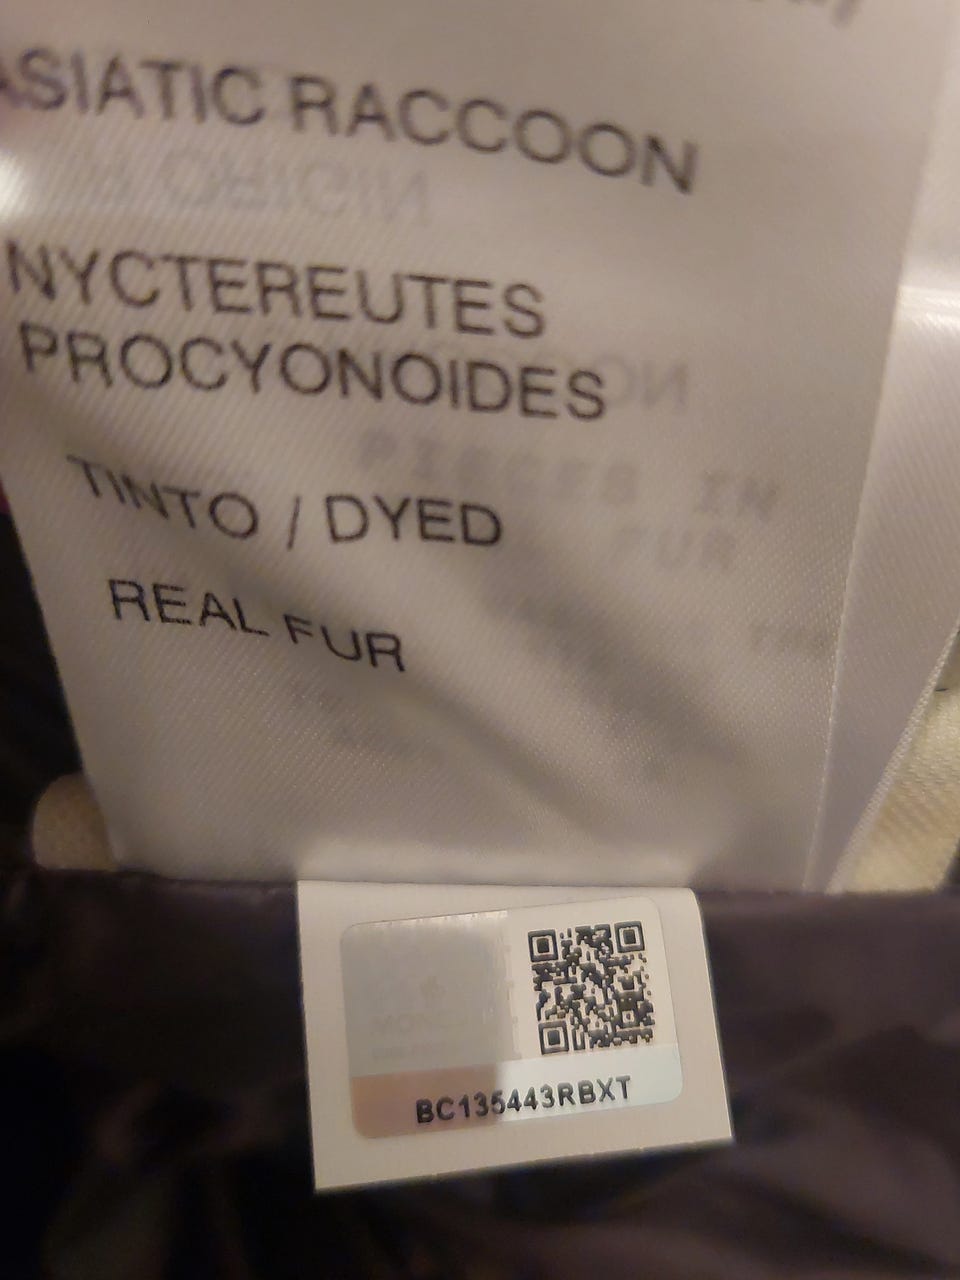 ASIATIC RACCOON
NYCTEREUTES
PROCYONOIDES
TINTO / DYED
REAL FUR
BC135443RBXT